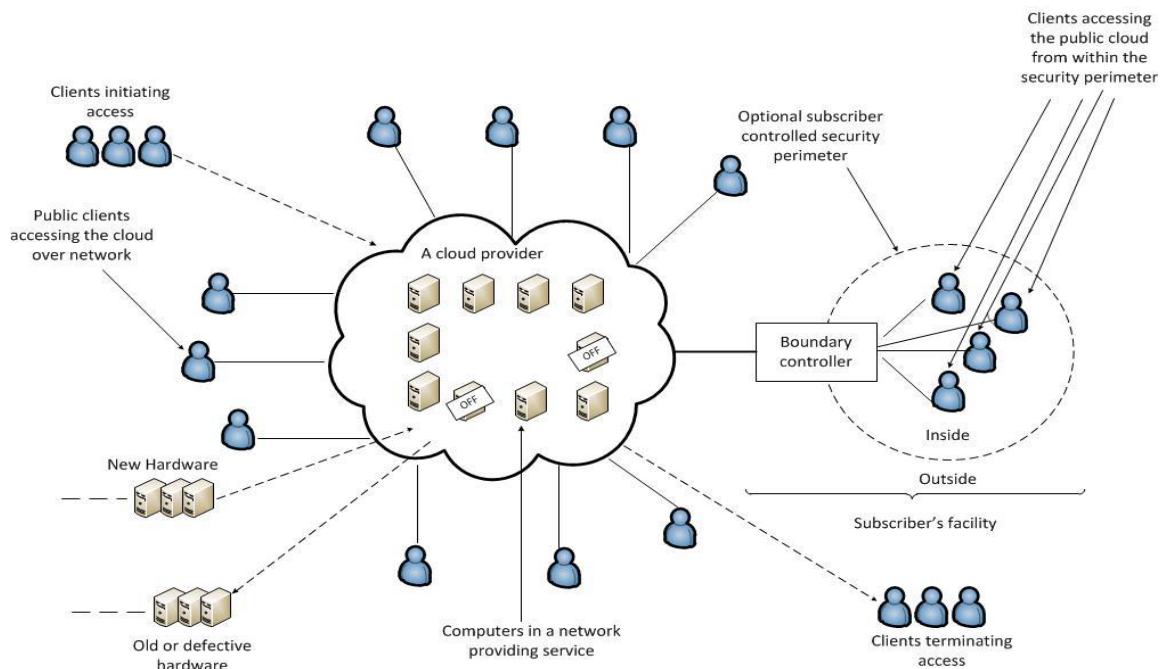 Clients accessing
the public cloud
from within the
security perimeter
Clients initiating
access
Optional subscriber
controlled security
perimeter
Public clients
accessing the cloud
over network
A cloud provider
OFF
Boundary
controller
OFF
Inside
New Hardware
Outside
Subscriber's facility
Computers in a network
providing service
Old or defective
hardware
Clients terminating
access